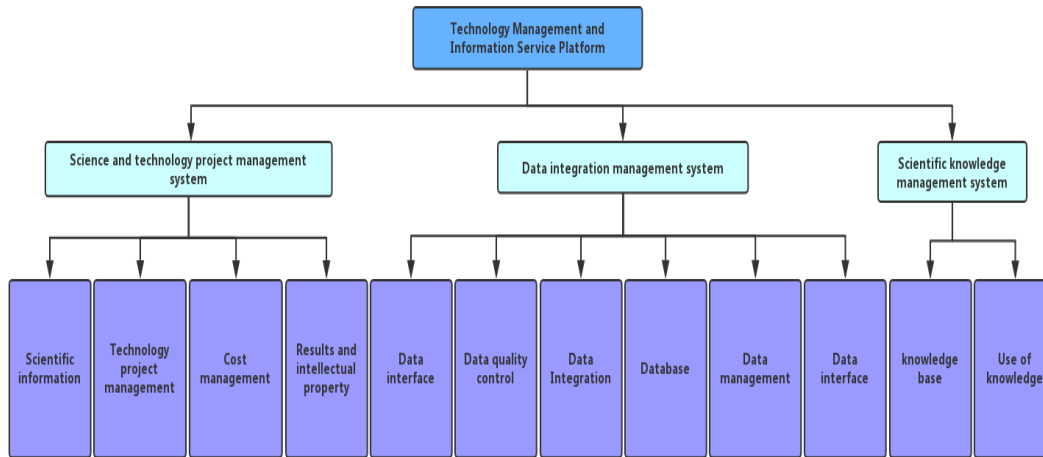 Technology Management and
Information Service Platform
Science and technology project management
system
Data integration management system
Scientific knowledge
management system
Scientific
information
Technology
project
management
Cost
management
Results and
intellectual
property
Data
interface
Data quality
control
Data
Integration
Database
Data
management
Data
interface
knowledge
base
Use of
knowledge